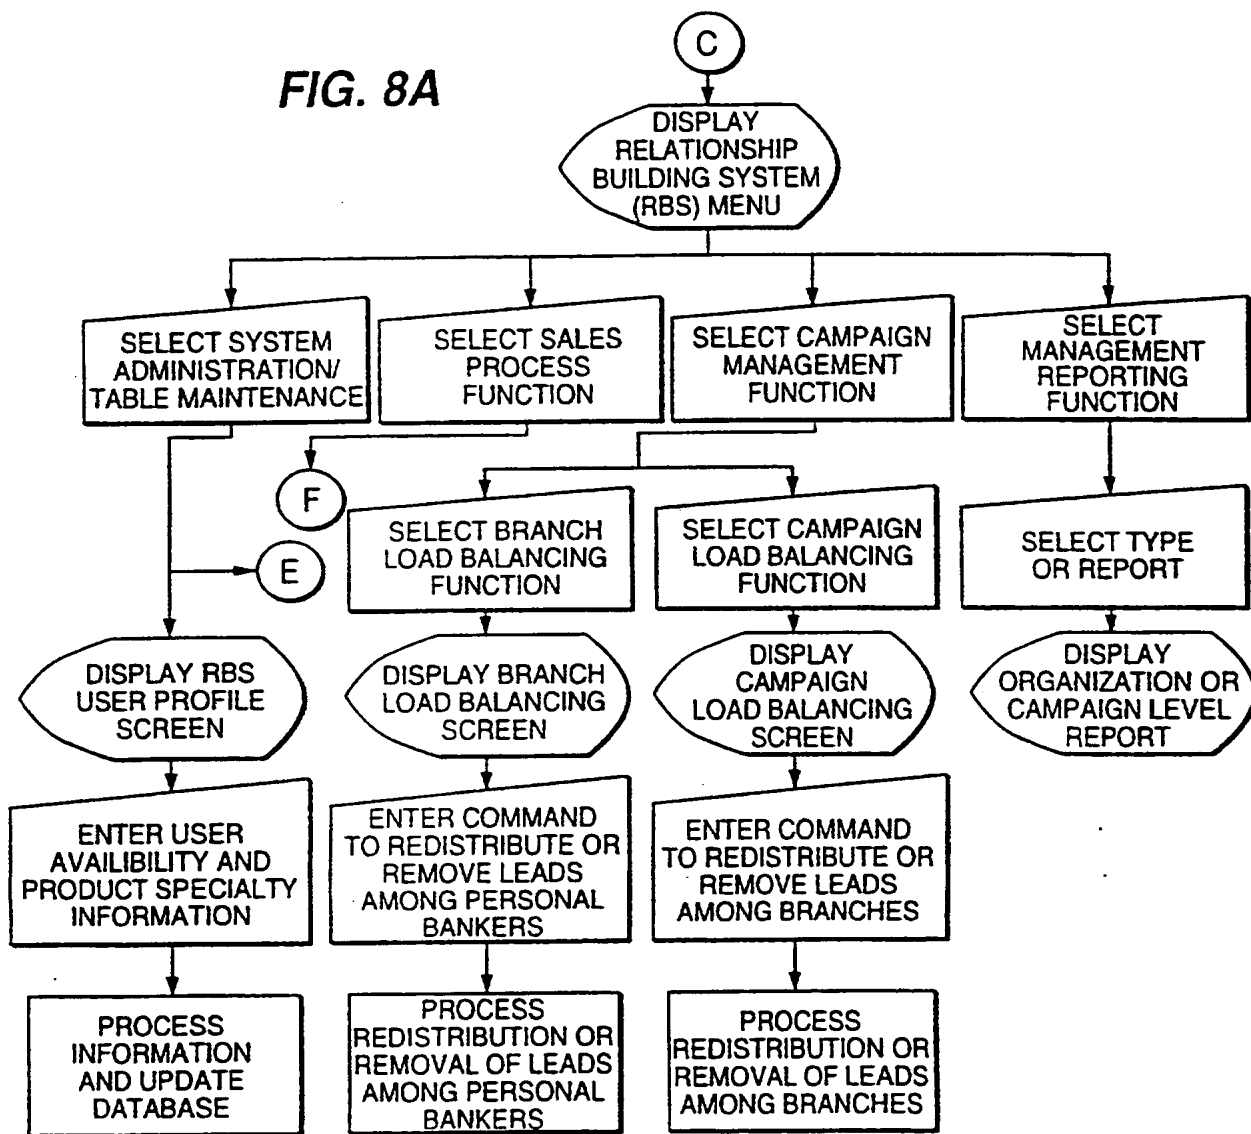 C
FIG. 8A
DISPLAY
RELATIONSHIP
BUILDING SYSTEM
(RBS) MENU
SELECT SYSTEM
ADMINISTRATION/
TABLE MAINTENANCE
SELECT SALES
PROCESS
FUNCTION
SELECT CAMPAIGN
MANAGEMENT
FUNCTION
SELECT
MANAGEMENT
REPORTING
FUNCTION
F
E
SELECT BRANCH
LOAD BALANCING
FUNCTION
SELECT CAMPAIGN
LOAD BALANCING
FUNCTION
SELECT TYPE
OR REPORT
DISPLAY RBS
USER PROFILE
SCREEN
DISPLAY BRANCH
LOAD BALANCING
SCREEN
DISPLAY
CAMPAIGN
LOAD BALANCING
SCREEN
DISPLAY
ORGANIZATION OR
CAMPAIGN LEVEL
REPORT
ENTER USER
AVAILIBILITY AND
PRODUCT SPECIALTY
INFORMATION
ENTER COMMAND
TO REDISTRIBUTE OR
REMOVE LEADS
AMONG PERSONAL
BANKERS
ENTER COMMAND
TO REDISTRIBUTE OR
REMOVE LEADS
AMONG BRANCHES
PROCESS
INFORMATION
AND UPDATE
DATABASE
PROCESS
REDISTRIBUTION OR
REMOVAL OF LEADS
AMONG PERSONAL
BANKERS
PROCESS
REDISTRIBUTION OR
REMOVAL OF LEADS
AMONG BRANCHES